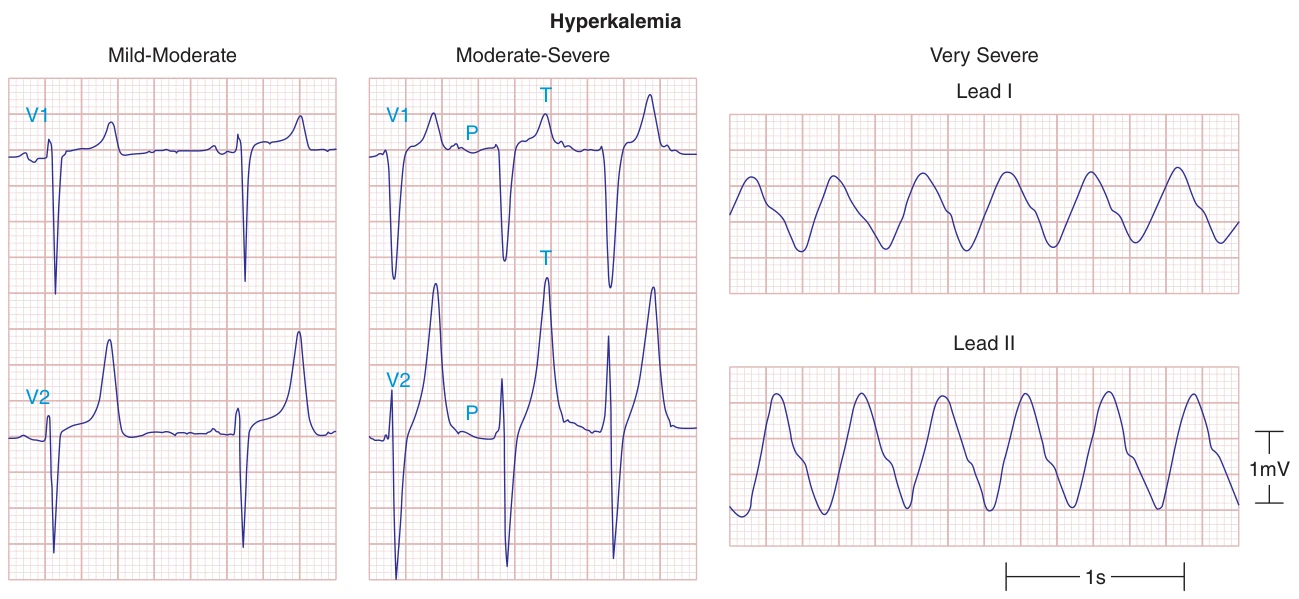 Hyperkalemia
Mild-Moderate
V1
V2
Moderate-Severe
V1
P
T
T
V2
P
Very Severe
Lead I
Lead II
1mV
1s